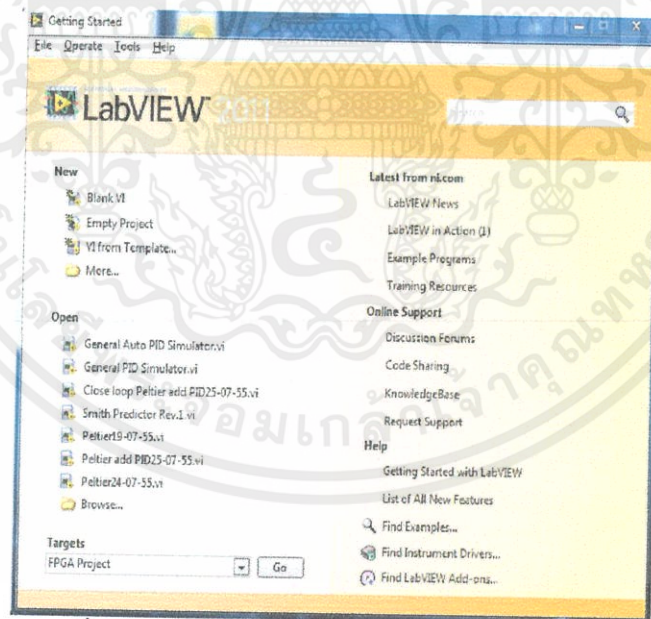 Getting Started
File Operate Tools Help
LabVIEW 2011
New
Blank VI
Empty Project
VI from Template...
More...
Open
General Auto PID Simulator.vi
General PID Simulator.vi
Close loop Peltier add PID25-07-55.vi
Smith Predictor Rev.1.vi
Peltier19-07-55.vi
Peltier add PID25-07-55.vi
Peltier24-07-55.vi
Browse...
Targets
FPGA Project
Go
Latest from ni.com
LabVIEW News
LabVIEW in Action (1)
Example Programs
Training Resources
Online Support
Discussion Forums
Code Sharing
KnowledgeBase
Request Support
Help
Getting Started with LabVIEW
List of All New Features
Find Examples...
Find Instrument Drivers...
Find LabVIEW Add-ons...